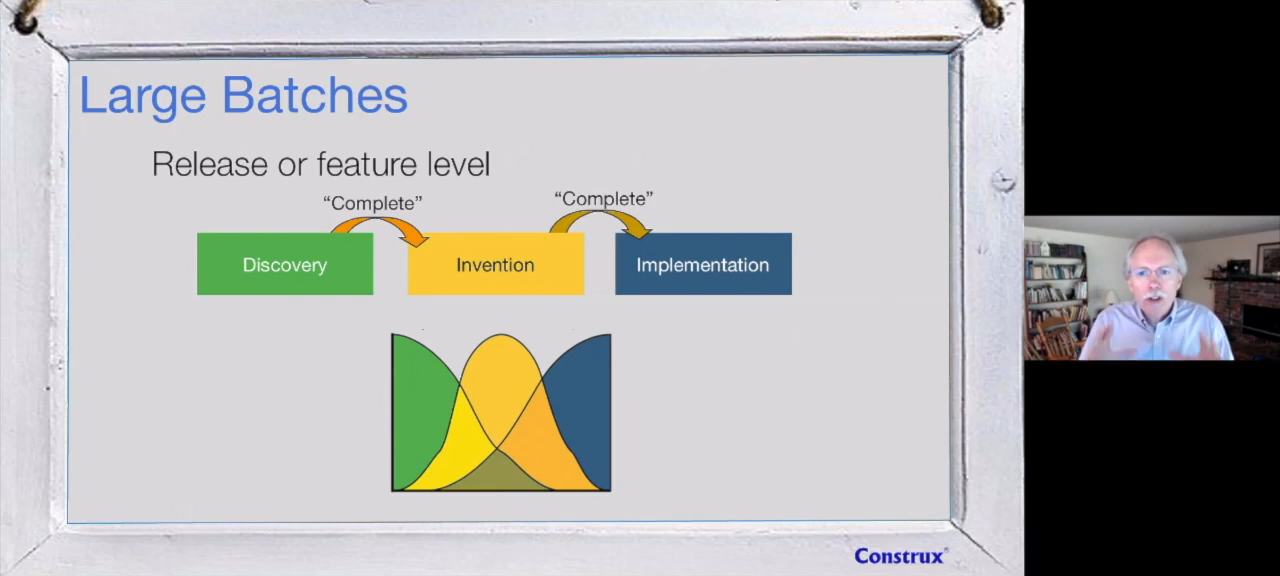 Large Batches
Release or feature level
“Complete”
“Complete”
Discovery
Invention
Implementation
Construx®